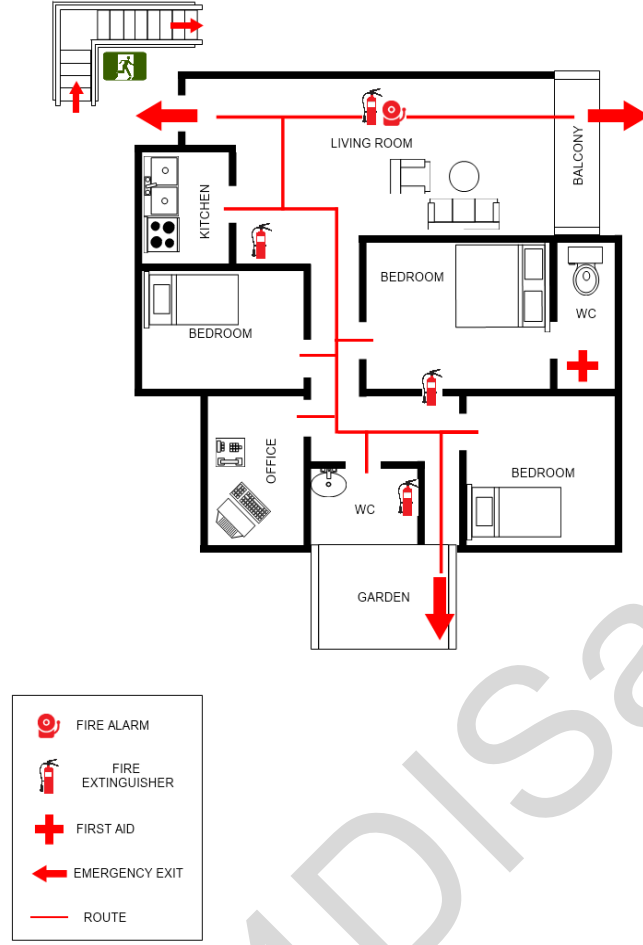 LIVING ROOM
BALCONY
KITCHEN
BEDROOM
WC
BEDROOM
OFFICE
BEDROOM
WC
GARDEN
FIRE ALARM
FIRE
EXTINGUISHER
FIRST AID
EMERGENCY EXIT
ROUTE